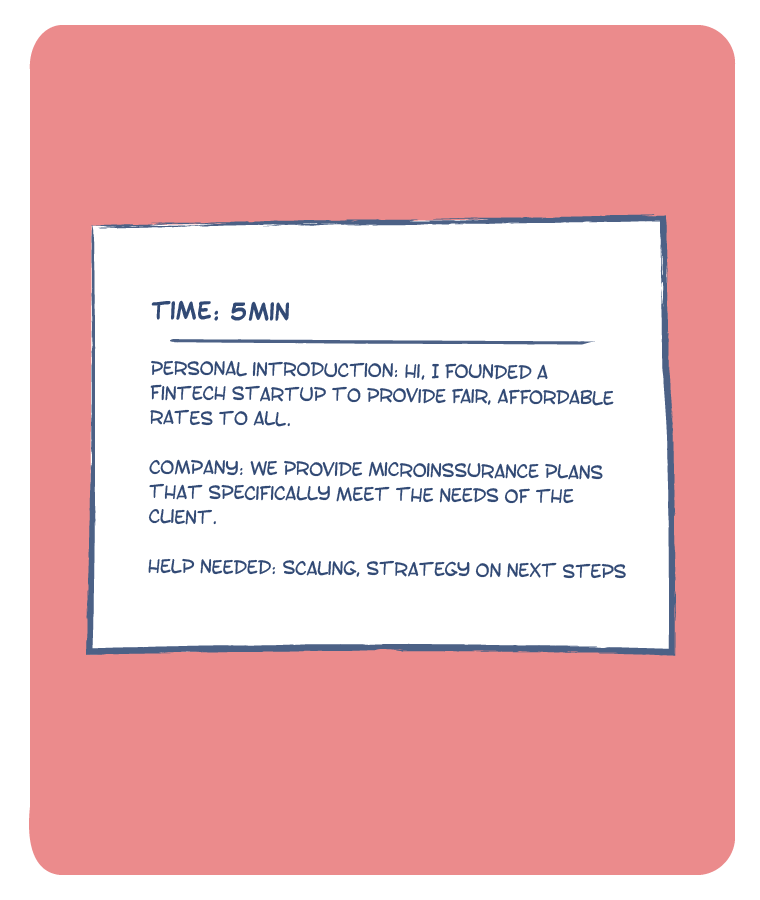 TIME: 5MIN
PERSONAL INTRODUCTION: HI, I FOUNDED A
FINTECH STARTUP TO PROVIDE FAIR, AFFORDABLE
RATES TO ALL.
COMPANY: WE PROVIDE MICROINSSURANCE PLANS
THAT SPECIFICALLY MEET THE NEEDS OF THE
CLIENT.
HELP NEEDED: SCALING, STRATEGY ON NEXT STEPS